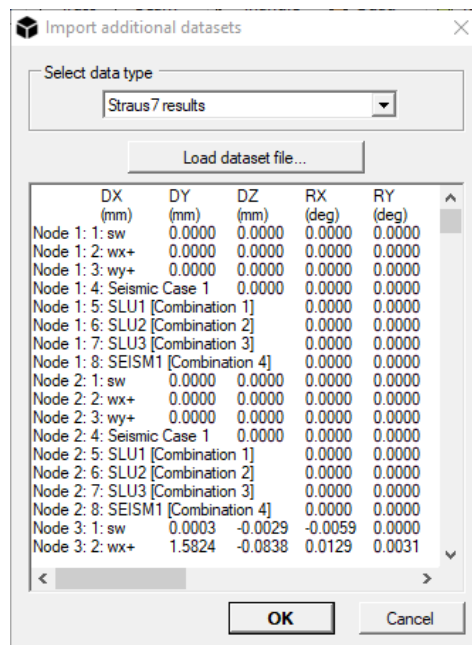 Import additional datasets
Select data type
Straus7 results
Load dataset file...
DX DY DZ RX RY
(mm) (mm) (mm) (deg) (deg)
Node 1: 1: sw 0.0000 0.0000 0.0000 0.0000
Node 1: 2: wx+ 0.0000 0.0000 0.0000 0.0000
Node 1: 3: wy+ 0.0000 0.0000 0.0000 0.0000
Node 1: 4: Seismic Case 1 0.0000 0.0000 0.0000
Node 1: 5: SLU1 [Combination 1] 0.0000 0.0000
Node 1: 6: SLU2 [Combination 2] 0.0000 0.0000
Node 1: 7: SLU3 [Combination 3] 0.0000 0.0000
Node 1: 8: SEISM1 [Combination 4] 0.0000 0.0000
Node 2: 1: sw 0.0000 0.0000 0.0000 0.0000
Node 2: 2: wx+ 0.0000 0.0000 0.0000 0.0000
Node 2: 3: wy+ 0.0000 0.0000 0.0000 0.0000
Node 2: 4: Seismic Case 1 0.0000 0.0000 0.0000
Node 2: 5: SLU1 [Combination 1] 0.0000 0.0000
Node 2: 6: SLU2 [Combination 2] 0.0000 0.0000
Node 2: 7: SLU3 [Combination 3] 0.0000 0.0000
Node 2: 8: SEISM1 [Combination 4] 0.0000 0.0000
Node 3: 1: sw 0.0003 -0.0029 -0.0059 0.0000
Node 3: 2: wx+ 1.5824 -0.0838 0.0129 0.0031
OK Cancel